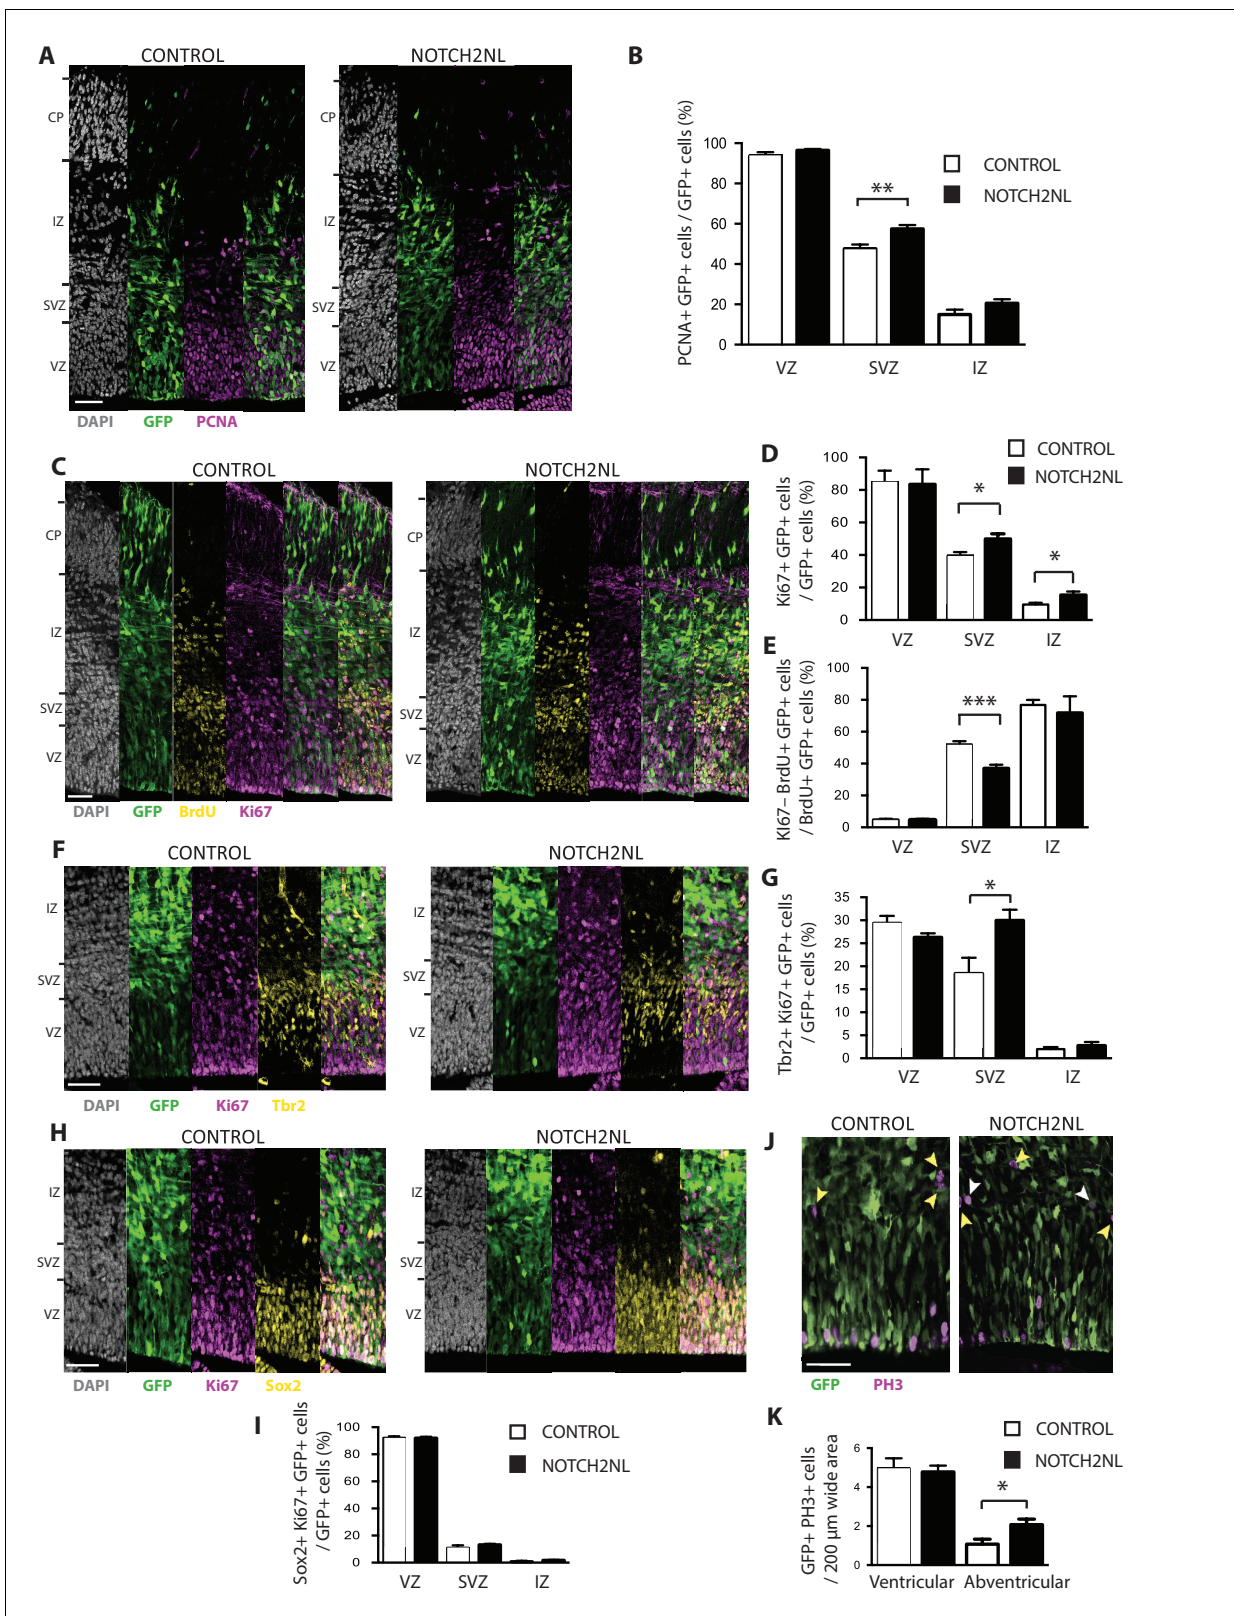 A
CONTROL
NOTCH2NL
CP
IZ
SVZ
VZ
CP
IZ
SVZ
VZ
DAPI GFP PCNA
B
PCNA+ GFP+ cells / GFP+ cells (%)
100
80
60
40
20
0
**
CONTROL
NOTCH2NL
VZ SVZ IZ
C
CONTROL
NOTCH2NL
CP
IZ
SVZ
VZ
CP
IZ
SVZ
VZ
DAPI GFP BrdU Ki67
D
Ki67+ GFP+ cells
/ GFP+ cells (%)
100
80
60
40
20
0
*
*
CONTROL
NOTCH2NL
VZ SVZ IZ
E
KI67– BrdU+ GFP+ cells
/ BrdU+ GFP+ cells (%)
100
80
60
40
20
0
***
VZ SVZ IZ
F
CONTROL
NOTCH2NL
IZ
SVZ
VZ
IZ
SVZ
VZ
DAPI GFP Ki67 Tbr2
G
Tbr2+ Ki67+ GFP+ cells
/ GFP+ cells (%)
35
30
25
20
15
10
5
0
*
VZ SVZ IZ
H
CONTROL
NOTCH2NL
IZ
SVZ
VZ
IZ
SVZ
VZ
DAPI GFP Ki67 Sox2
J
CONTROL
NOTCH2NL
GFP PH3
I
Sox2+ Ki67+ GFP+ cells
/ GFP+ cells (%)
100
80
60
40
20
0
CONTROL
NOTCH2NL
VZ SVZ IZ
K
GFP+ PH3+ cells
/ 200 µm wide area
6
4
2
0
*
CONTROL
NOTCH2NL
Ventricular Abventricular